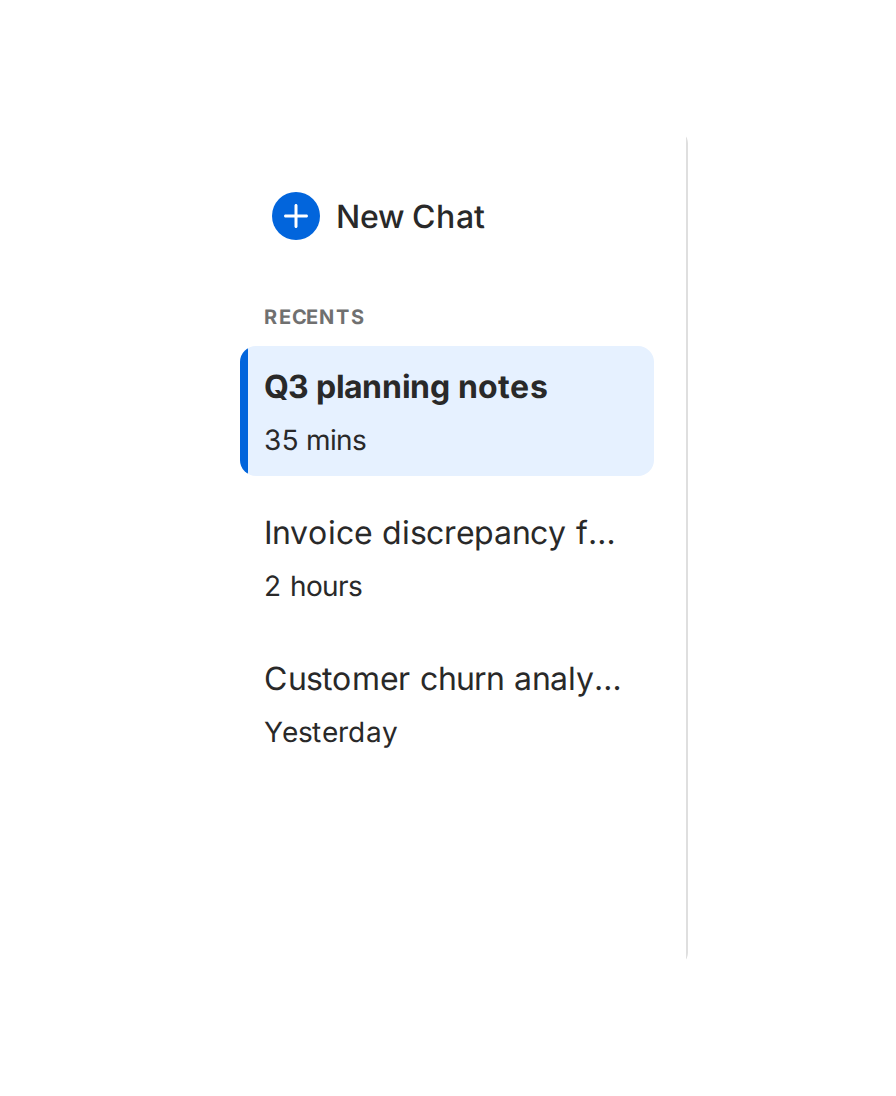 New Chat
RECENTS
Q3 planning notes
35 mins
Invoice discrepancy f...
2 hours
Customer churn analy...
Yesterday